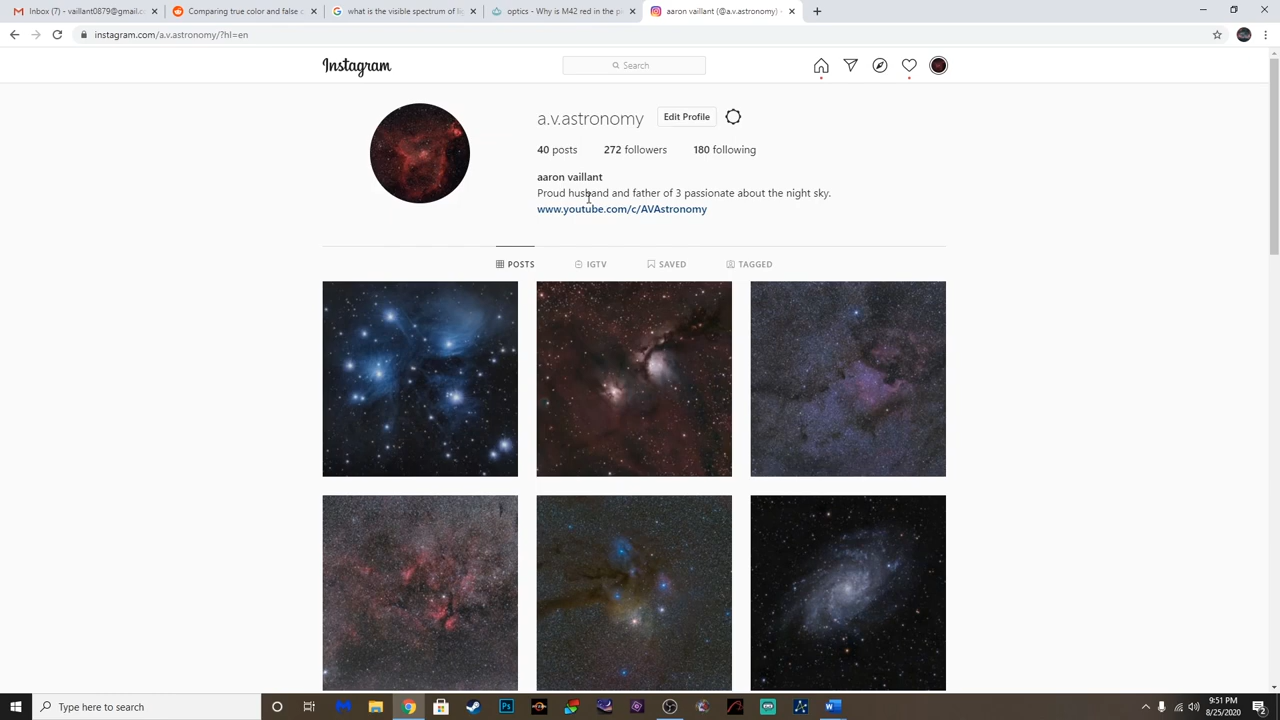 Inbox (7) - vaillant0879@gmail.c
Comparing true color and false c
what is the visible spectrum of li
optics - Why is M42 red in the p
aaron vaillant (@a.v.astronomy)
instagram.com/a.v.astronomy/?hl=en
Instagram
Search
a.v.astronomy
Edit Profile
40 posts 272 followers 180 following
aaron vaillant
Proud husband and father of 3 passionate about the night sky.
www.youtube.com/c/AVAstronomy
POSTS IGTV SAVED TAGGED
Type here to search
9:51 PM
8/25/2020